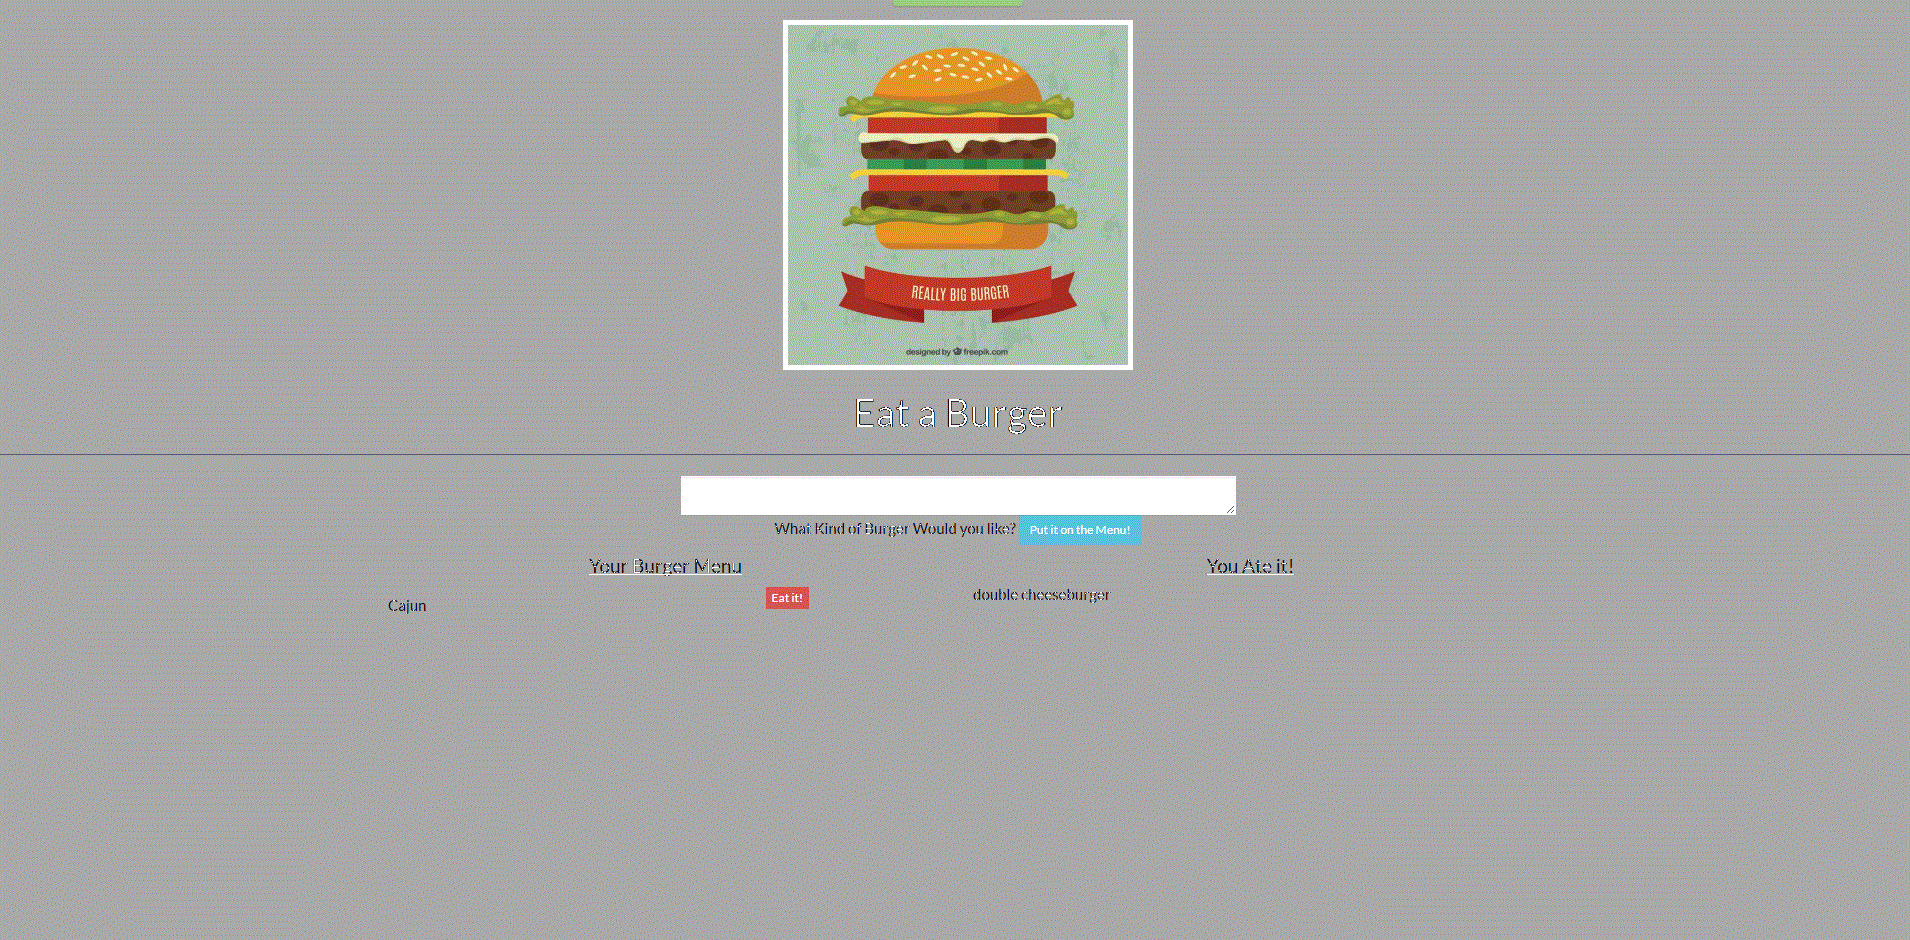 REALLY BIG BURGER
designed by freepik.com
Eat a Burger
What Kind of Burger Would you like? Put it on the Menu!
Your Burger Menu
You Ate it!
Cajun
Eat it!
double cheeseburger